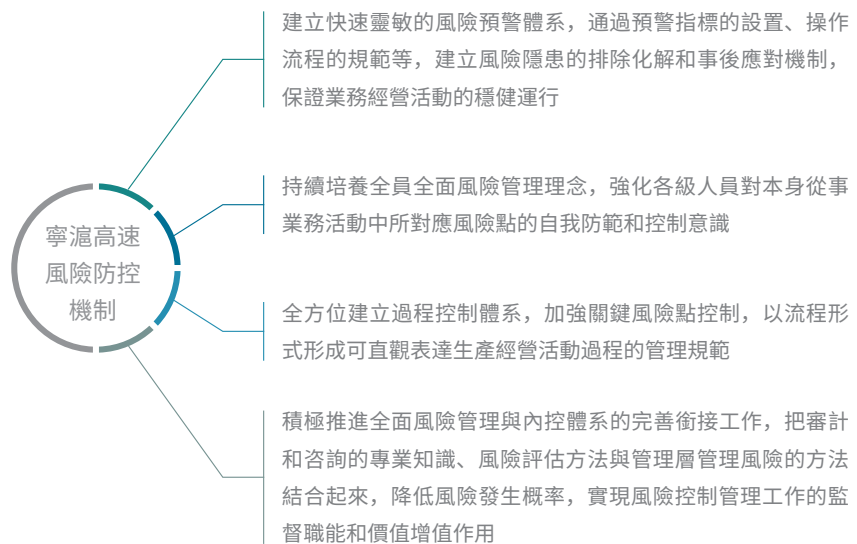 建立快速靈敏的風險預警體系，通過預警指標的設置、操作
流程的規範等，建立風險隱患的排除化解和事後應對機制，
保證業務經營活動的穩健運行
持續培養全員全面風險管理理念，強化各級人員對本身從事
業務活動中所對應風險點的自我防範和控制意識
寧滬高速
風險防控
機制
全方位建立過程控制體系，加強關鍵風險點控制，以流程形
式形成可直觀表達生產經營活動過程的管理規範
積極推進全面風險管理與內控體系的完善銜接工作，把審計
和咨詢的專業知識、風險評估方法與管理層管理風險的方法
結合起來，降低風險發生概率，實現風險控制管理工作的監
督職能和價值增值作用